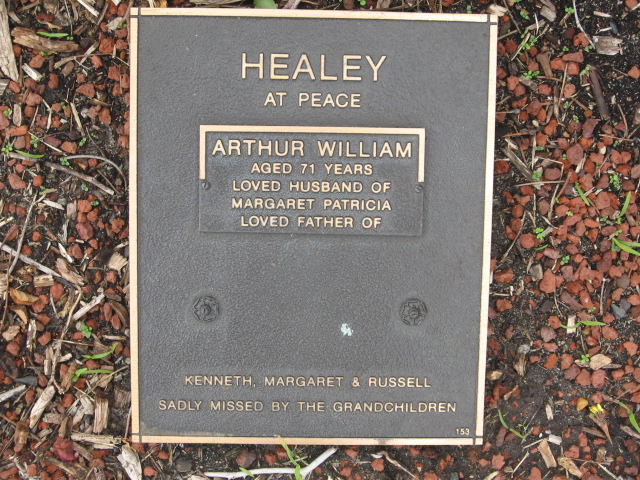 HEALEY
AT PEACE
ARTHUR WILLIAM
AGED 71 YEARS
LOVED HUSBAND OF
MARGARET PATRICIA
LOVED FATHER OF
KENNETH, MARGARET & RUSSELL
SADLY MISSED BY THE GRANDCHILDREN
153